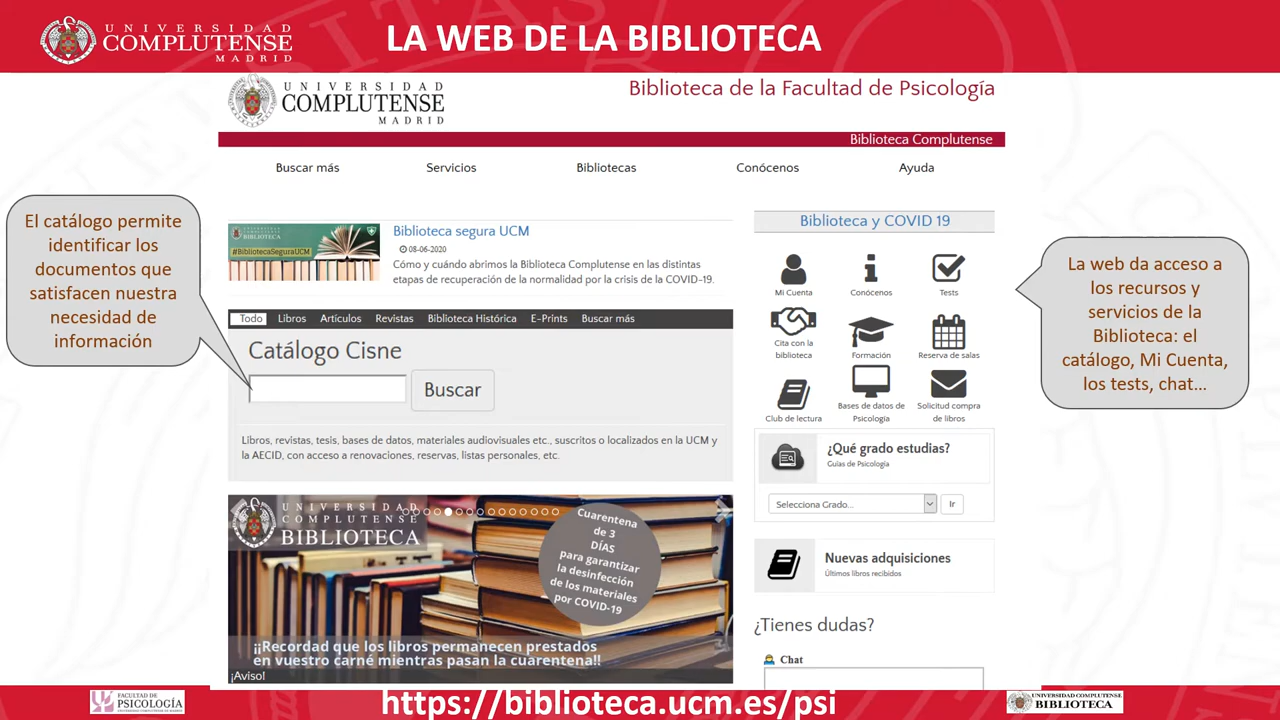 UNIVERSIDAD
COMPLUTENSE
MADRID
LA WEB DE LA BIBLIOTECA
UNIVERSIDAD
COMPLUTENSE
MADRID
Biblioteca de la Facultad de Psicología
Biblioteca Complutense
Buscar más
Servicios
Bibliotecas
Conócenos
Ayuda
El catálogo permite
identificar los
documentos que
satisfacen nuestra
necesidad de
información
BIBLIOTECA
#BibliotecaSeguraUCM
Biblioteca segura UCM
08-06-2020
Cómo y cuándo abrimos la Biblioteca Complutense en las distintas
etapas de recuperación de la normalidad por la crisis de la COVID-19.
Todo Libros Artículos Revistas Biblioteca Histórica E-Prints Buscar más
Catálogo Cisne
Buscar
Libros, revistas, tesis, bases de datos, materiales audiovisuales etc., suscritos o localizados en la UCM y
la AECID, con acceso a renovaciones, reservas, listas personales, etc.
UNIVERSIDAD
COMPLUTENSE
MADRID
BIBLIOTECA
Cuarentena
de 3
DÍAS
para garantizar
la desinfección
de los materiales
por COVID-19
¡¡Recordad que los libros permanecen prestados
en vuestro carné mientras pasan la cuarentena!!
¡Aviso!
Biblioteca y COVID 19
Mi Cuenta
Conócenos
Tests
Cita con la
biblioteca
Formación
Reserva de salas
Club de lectura
Bases de datos de
Psicología
Solicitud compra
de libros
¿Qué grado estudias?
Guías de Psicología
Selecciona Grado...
Ir
Nuevas adquisiciones
Últimos libros recibidos
¿Tienes dudas?
Chat
La web da acceso a
los recursos y
servicios de la
Biblioteca: el
catálogo, Mi Cuenta,
los tests, chat...
FACULTAD DE
PSICOLOGÍA
UNIVERSIDAD COMPLUTENSE DE MADRID
https://biblioteca.ucm.es/psi
UNIVERSIDAD COMPLUTENSE
BIBLIOTECA